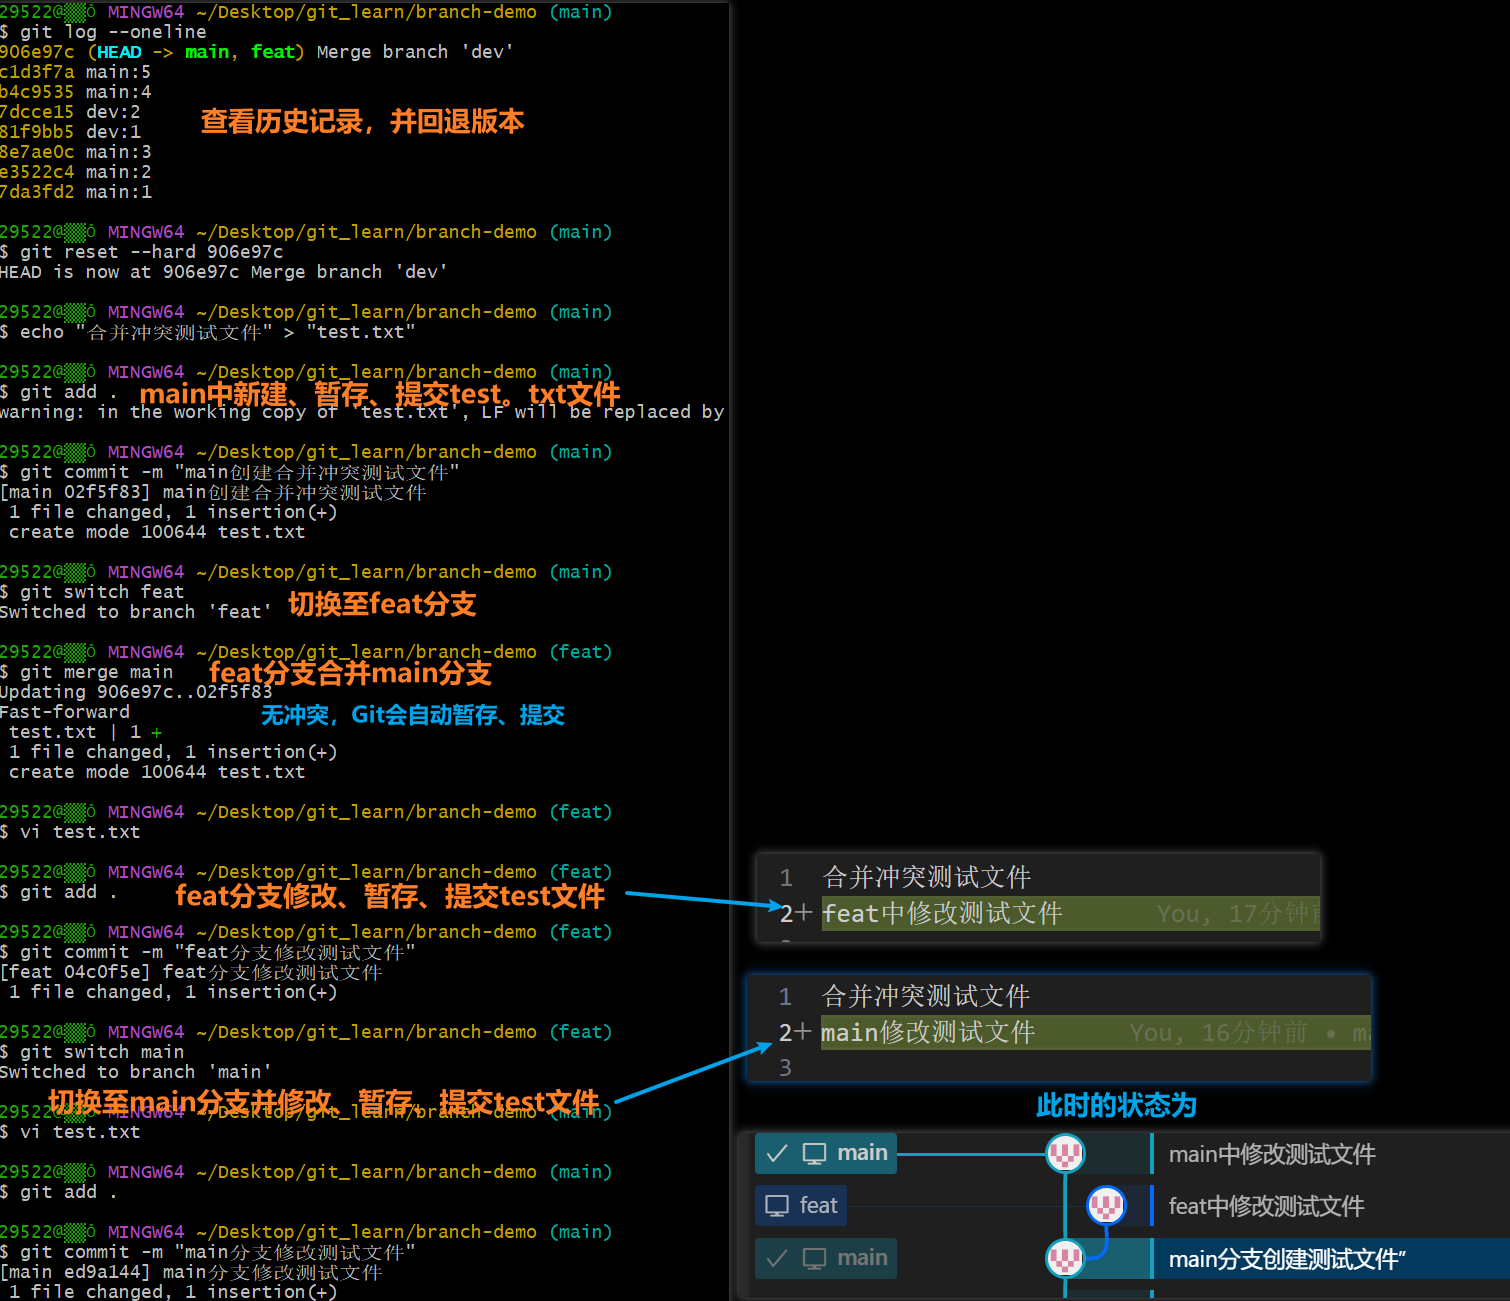 29522@▒▒Ŏ MINGW64 ~/Desktop/git_learn/branch-demo (main)
$ git log --oneline
906e97c (HEAD -> main, feat) Merge branch 'dev'
c1d3f7a main:5
b4c9535 main:4
7dcce15 dev:2
81f9bb5 dev:1
8e7ae0c main:3
e3522c4 main:2
7da3fd2 main:1
查看历史记录，并回退版本
29522@▒▒Ŏ MINGW64 ~/Desktop/git_learn/branch-demo (main)
$ git reset --hard 906e97c
HEAD is now at 906e97c Merge branch 'dev'
29522@▒▒Ŏ MINGW64 ~/Desktop/git_learn/branch-demo (main)
$ echo "合并冲突测试文件" > "test.txt"
29522@▒▒Ŏ MINGW64 ~/Desktop/git_learn/branch-demo (main)
$ git add .
main中新建、暂存、提交test。txt文件
warning: in the working copy of 'test.txt', LF will be replaced by
29522@▒▒Ŏ MINGW64 ~/Desktop/git_learn/branch-demo (main)
$ git commit -m "main创建合并冲突测试文件"
[main 02f5f83] main创建合并冲突测试文件
1 file changed, 1 insertion(+)
create mode 100644 test.txt
29522@▒▒Ŏ MINGW64 ~/Desktop/git_learn/branch-demo (main)
$ git switch feat
Switched to branch 'feat'
切换至feat分支
29522@▒▒Ŏ MINGW64 ~/Desktop/git_learn/branch-demo (feat)
$ git merge main
feat分支合并main分支
Updating 906e97c..02f5f83
Fast-forward
无冲突，Git会自动暂存、提交
test.txt | 1 +
1 file changed, 1 insertion(+)
create mode 100644 test.txt
29522@▒▒Ŏ MINGW64 ~/Desktop/git_learn/branch-demo (feat)
$ vi test.txt
29522@▒▒Ŏ MINGW64 ~/Desktop/git_learn/branch-demo (feat)
$ git add .
feat分支修改、暂存、提交test文件
29522@▒▒Ŏ MINGW64 ~/Desktop/git_learn/branch-demo (feat)
$ git commit -m "feat分支修改测试文件"
[feat 04c0f5e] feat分支修改测试文件
1 file changed, 1 insertion(+)
29522@▒▒Ŏ MINGW64 ~/Desktop/git_learn/branch-demo (feat)
$ git switch main
Switched to branch 'main'
切换至main分支并修改、暂存、提交test文件
29522@▒▒Ŏ MINGW64 ~/Desktop/git_learn/branch-demo (main)
$ vi test.txt
29522@▒▒Ŏ MINGW64 ~/Desktop/git_learn/branch-demo (main)
$ git add .
29522@▒▒Ŏ MINGW64 ~/Desktop/git_learn/branch-demo (main)
$ git commit -m "main分支修改测试文件"
[main ed9a144] main分支修改测试文件
1 file changed, 1 insertion(+)
1 合并冲突测试文件
2+ feat中修改测试文件 You, 17分钟前
1 合并冲突测试文件
2+ main修改测试文件 You, 16分钟前 • ma
3
此时的状态为
main main中修改测试文件
feat feat中修改测试文件
main main分支创建测试文件”